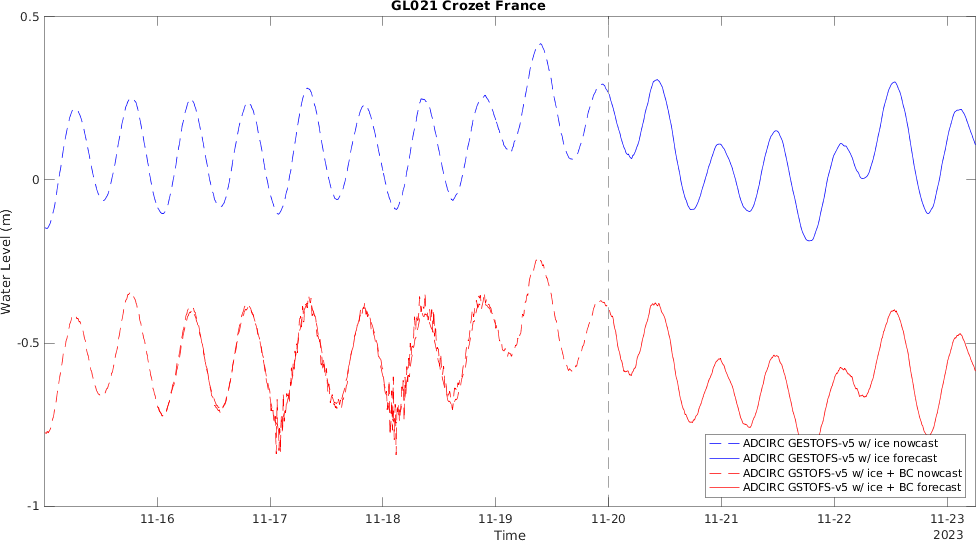 GL021 Crozet France
0.5
0
-0.5
-1
Water Level (m)
11-16
11-17
11-18
11-19
11-20
11-21
11-22
11-23
2023
Time
ADCIRC GESTOFS-v5 w/ ice nowcast
ADCIRC GESTOFS-v5 w/ ice forecast
ADCIRC GSTOFS-v5 w/ ice + BC nowcast
ADCIRC GSTOFS-v5 w/ ice + BC forecast